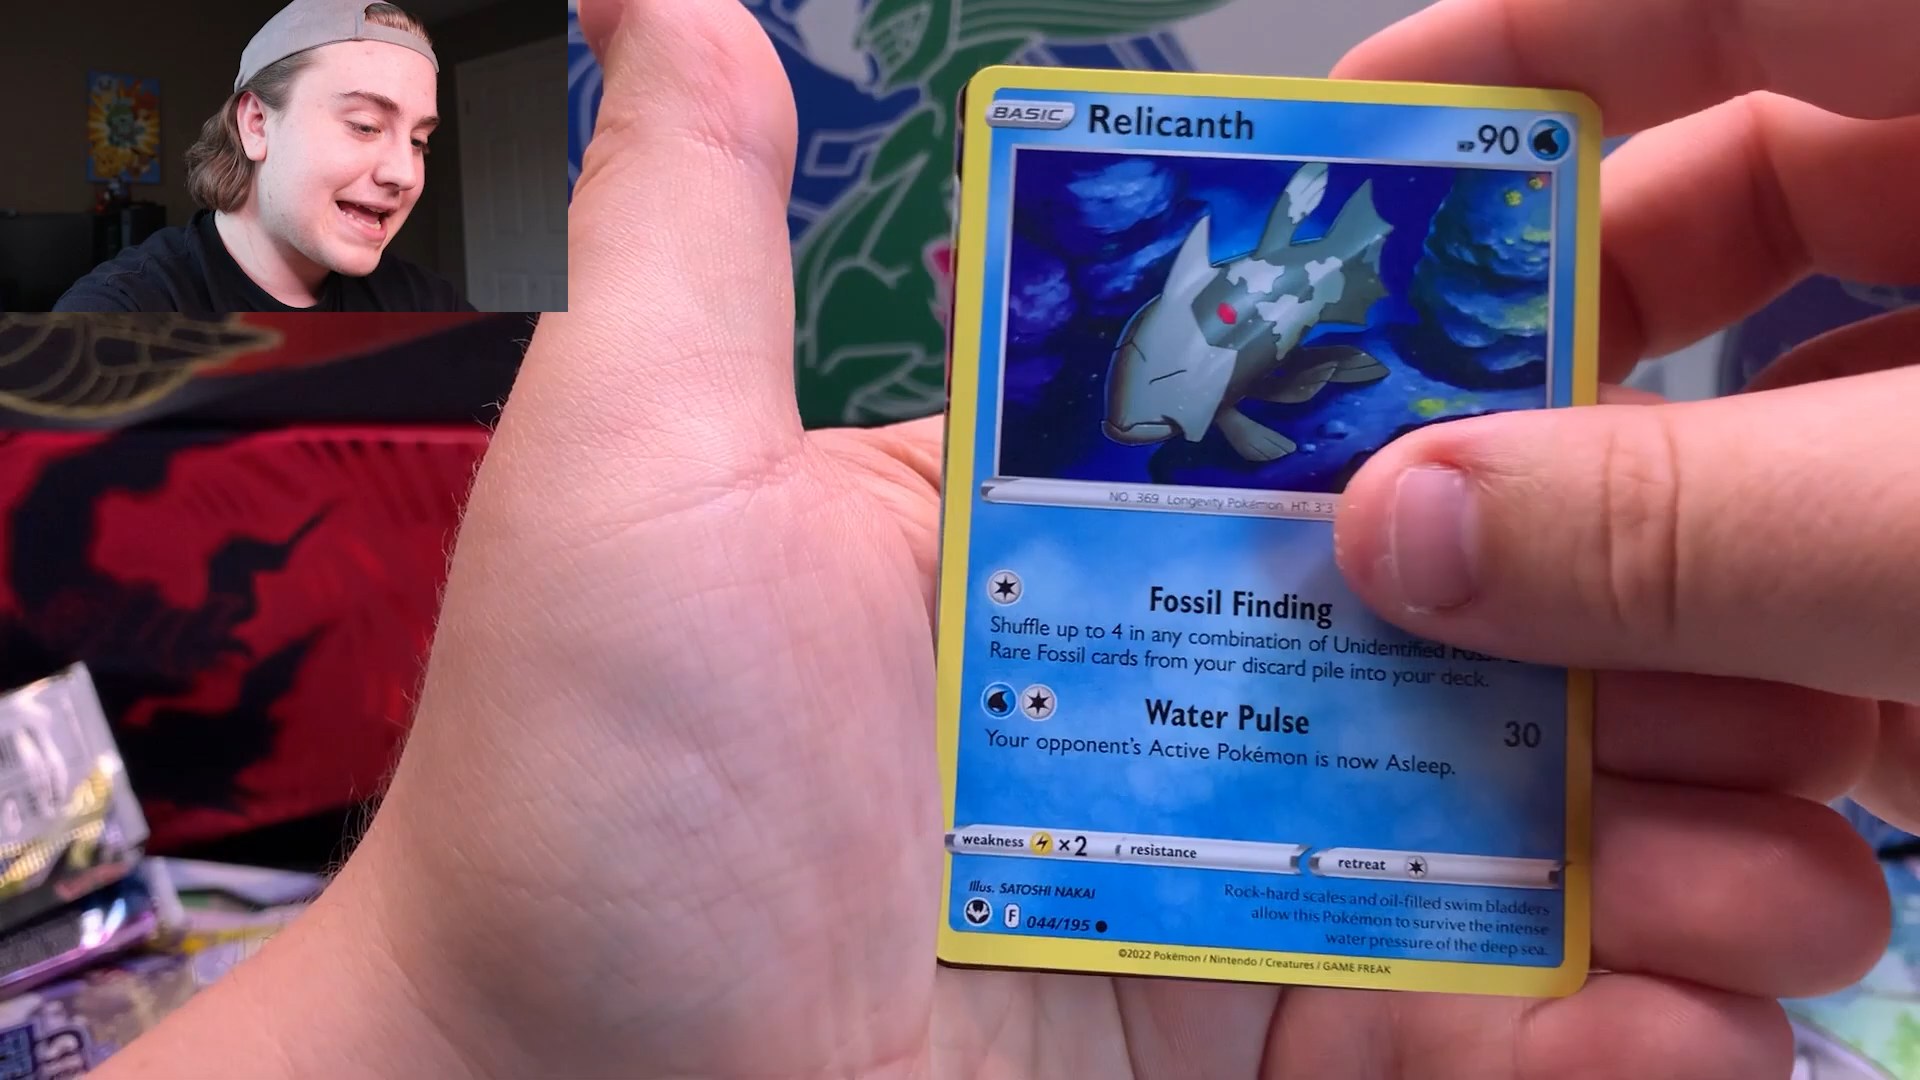 BASIC Relicanth HP 90
NO. 369 Longevity Pokémon HT: 3'3
Fossil Finding
Shuffle up to 4 in any combination of Unidentified
Rare Fossil cards from your discard pile into your deck.
Water Pulse 30
Your opponent's Active Pokémon is now Asleep.
weakness ×2 resistance retreat
Illus. SATOSHI NAKAI
F 044/195
Rock-hard scales and oil-filled swim bladders
allow this Pokémon to survive the intense
water pressure of the deep sea.
©2022 Pokémon / Nintendo / Creatures / GAME FREAK